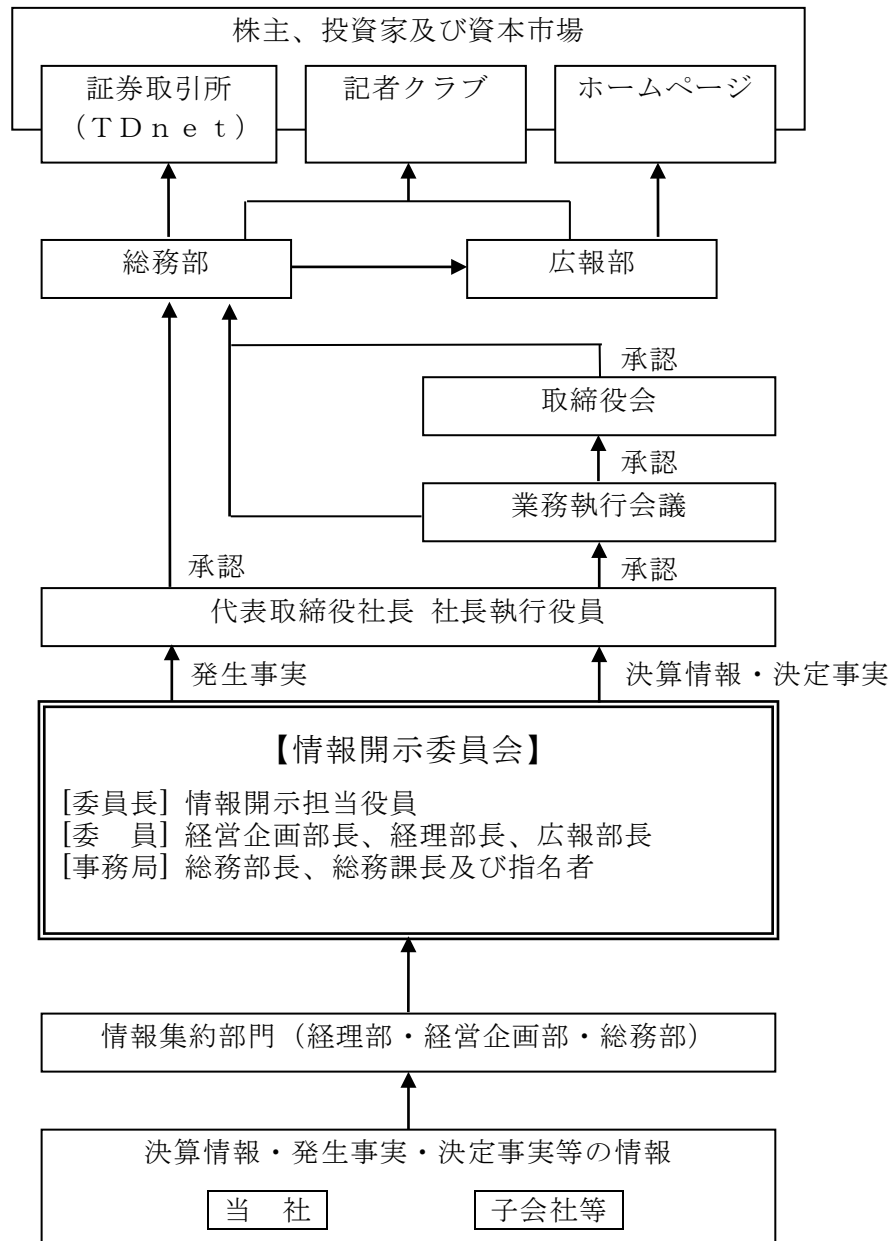 株主、投資家及び資本市場
証券取引所
(TDnet)
記者クラブ
ホームページ
総務部
広報部
承認
取締役会
承認
業務執行会議
承認
承認
代表取締役社長 社長執行役員
発生事実
決算情報・決定事実
【情報開示委員会】
[委員長] 情報開示担当役員
[委　員] 経営企画部長、経理部長、広報部長
[事務局] 総務部長、総務課長及び指名者
情報集約部門（経理部・経営企画部・総務部）
決算情報・発生事実・決定事実等の情報
当　社
子会社等